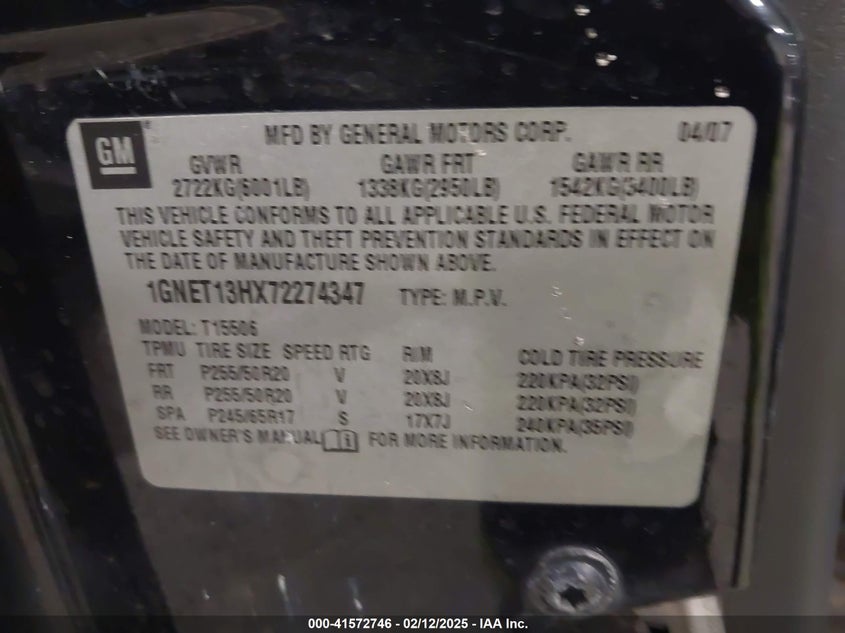 GM® MFD BY GENERAL MOTORS CORP. 04/07
GVWR GAWR FRT GAWR RR
2722KG(6001LB) 1338KG(2950LB) 1542KG(3400LB)
THIS VEHICLE CONFORMS TO ALL APPLICABLE U.S. FEDERAL MOTOR
VEHICLE SAFETY AND THEFT PREVENTION STANDARDS IN EFFECT ON
THE DATE OF MANUFACTURE SHOWN ABOVE.
1GNET13HX72274347 TYPE: M.P.V.
MODEL: T15506
TPMU TIRE SIZE SPEED RTG RIM COLD TIRE PRESSURE
FRT P255/50R20 V 20X8J 220KPA(32PSI)
RR P255/50R20 V 20X8J 220KPA(32PSI)
SPA P245/65R17 S 17X7J 240KPA(35PSI)
SEE OWNER'S MANUAL FOR MORE INFORMATION.
000-41572746 - 02/12/2025 - IAA Inc.